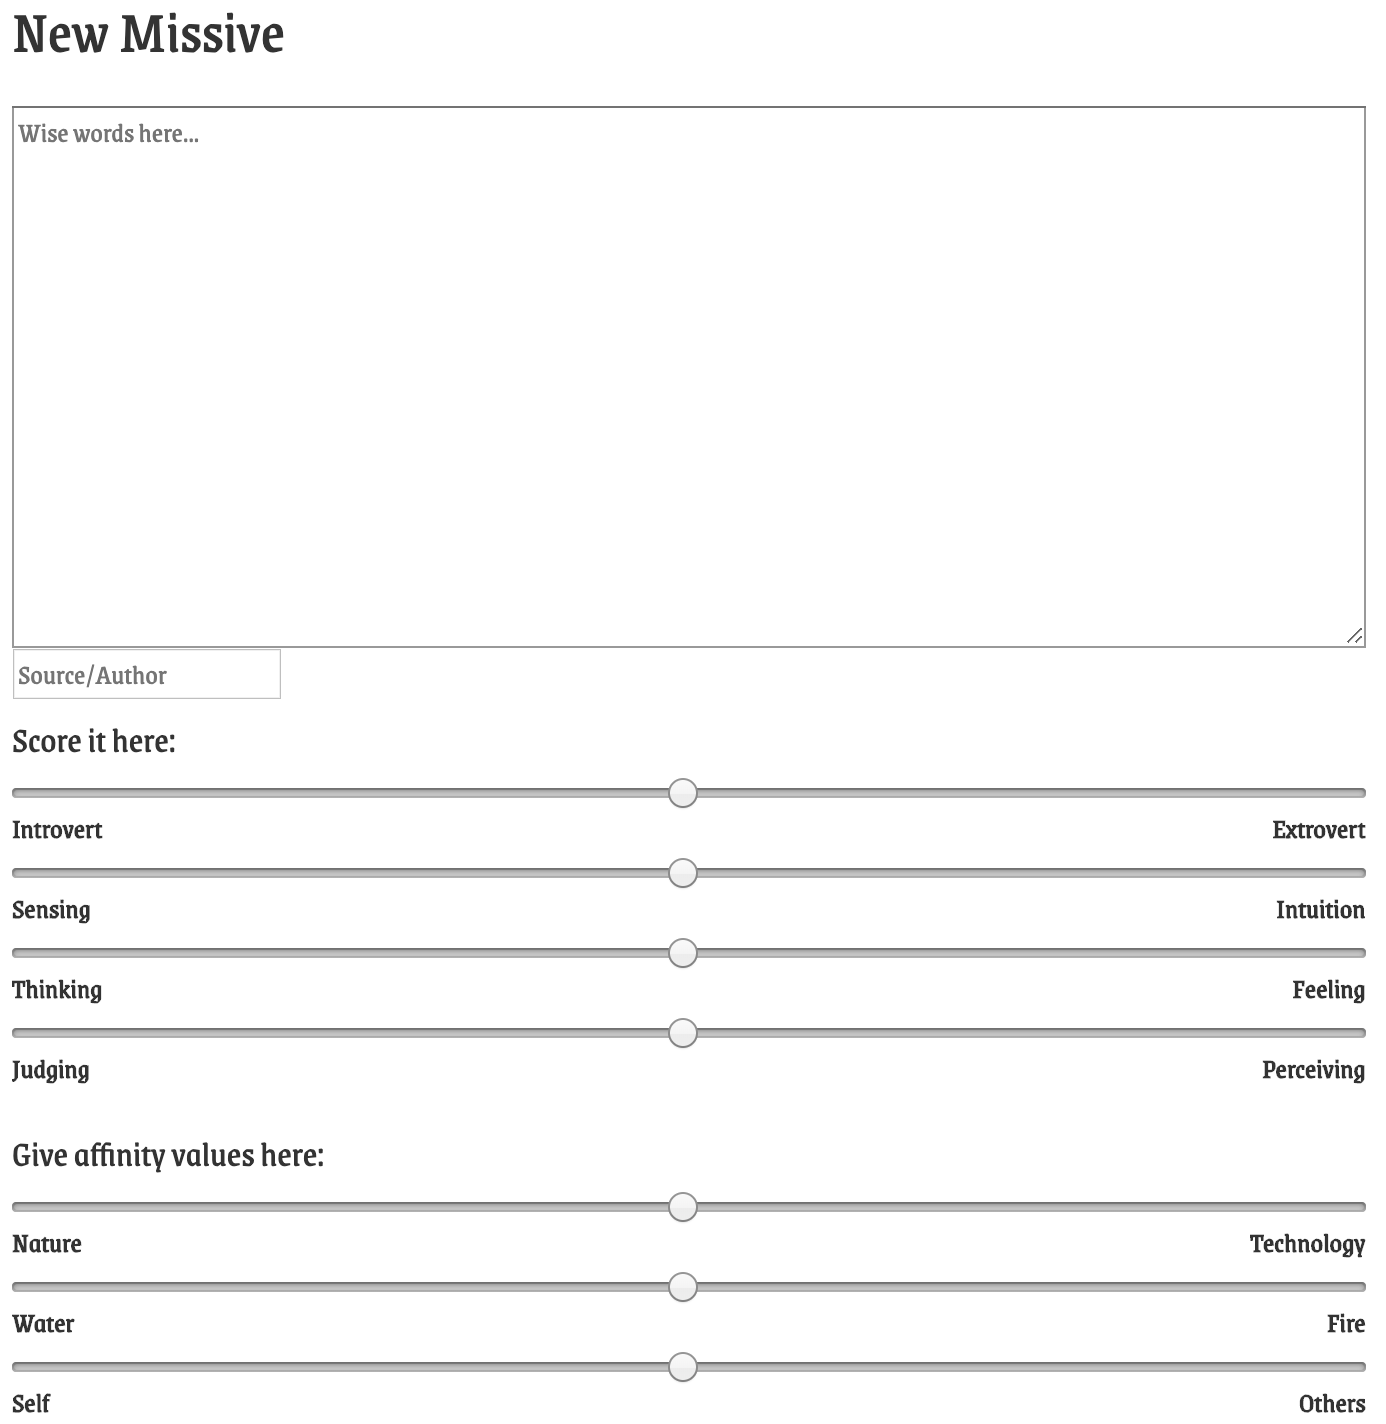 New Missive
Wise words here...
Source/Author
Score it here:
Introvert Extrovert
Sensing Intuition
Thinking Feeling
Judging Perceiving
Give affinity values here:
Nature Technology
Water Fire
Self Others